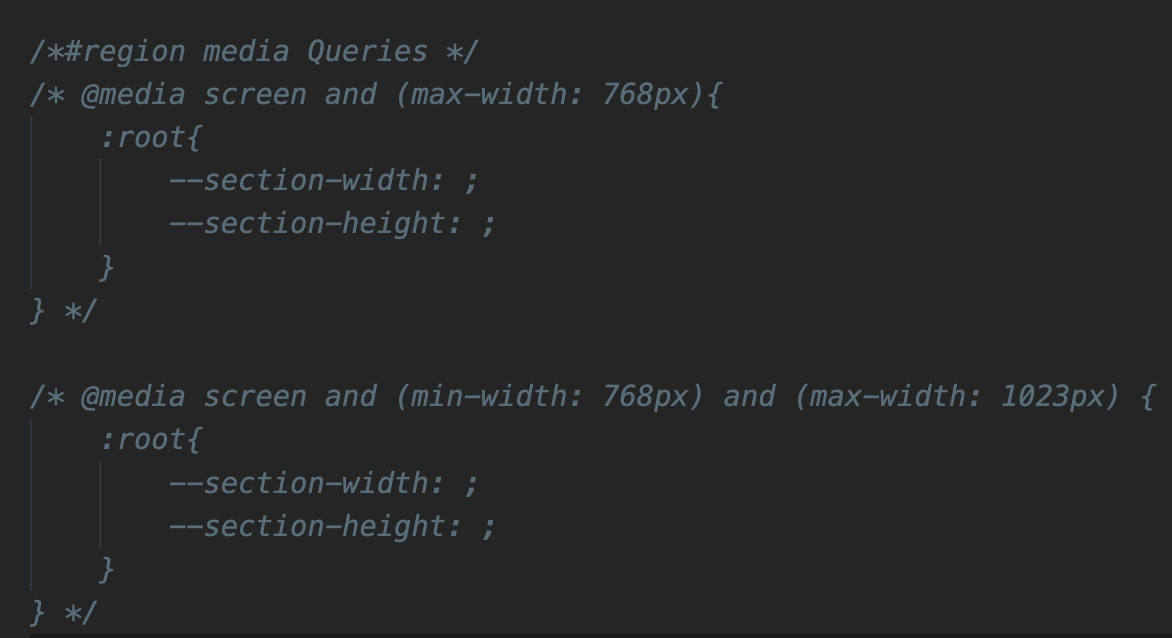 /*#region media Queries */
/* @media screen and (max-width: 768px){
    :root{
        --section-width: ;
        --section-height: ;
    }
} */

/* @media screen and (min-width: 768px) and (max-width: 1023px) {
    :root{
        --section-width: ;
        --section-height: ;
    }
} */